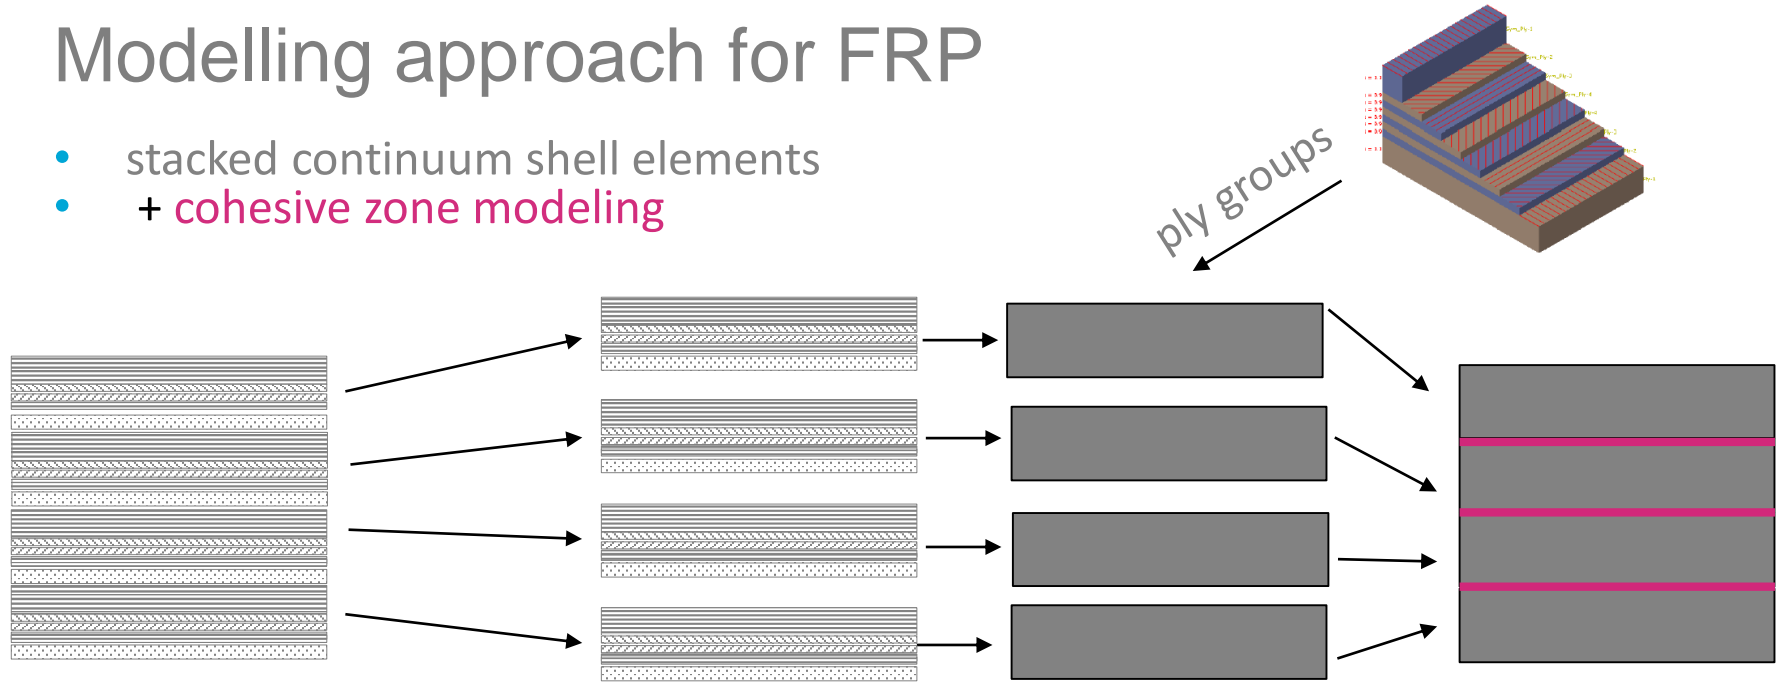 Modelling approach for FRP
• stacked continuum shell elements
• + cohesive zone modeling
ply groups